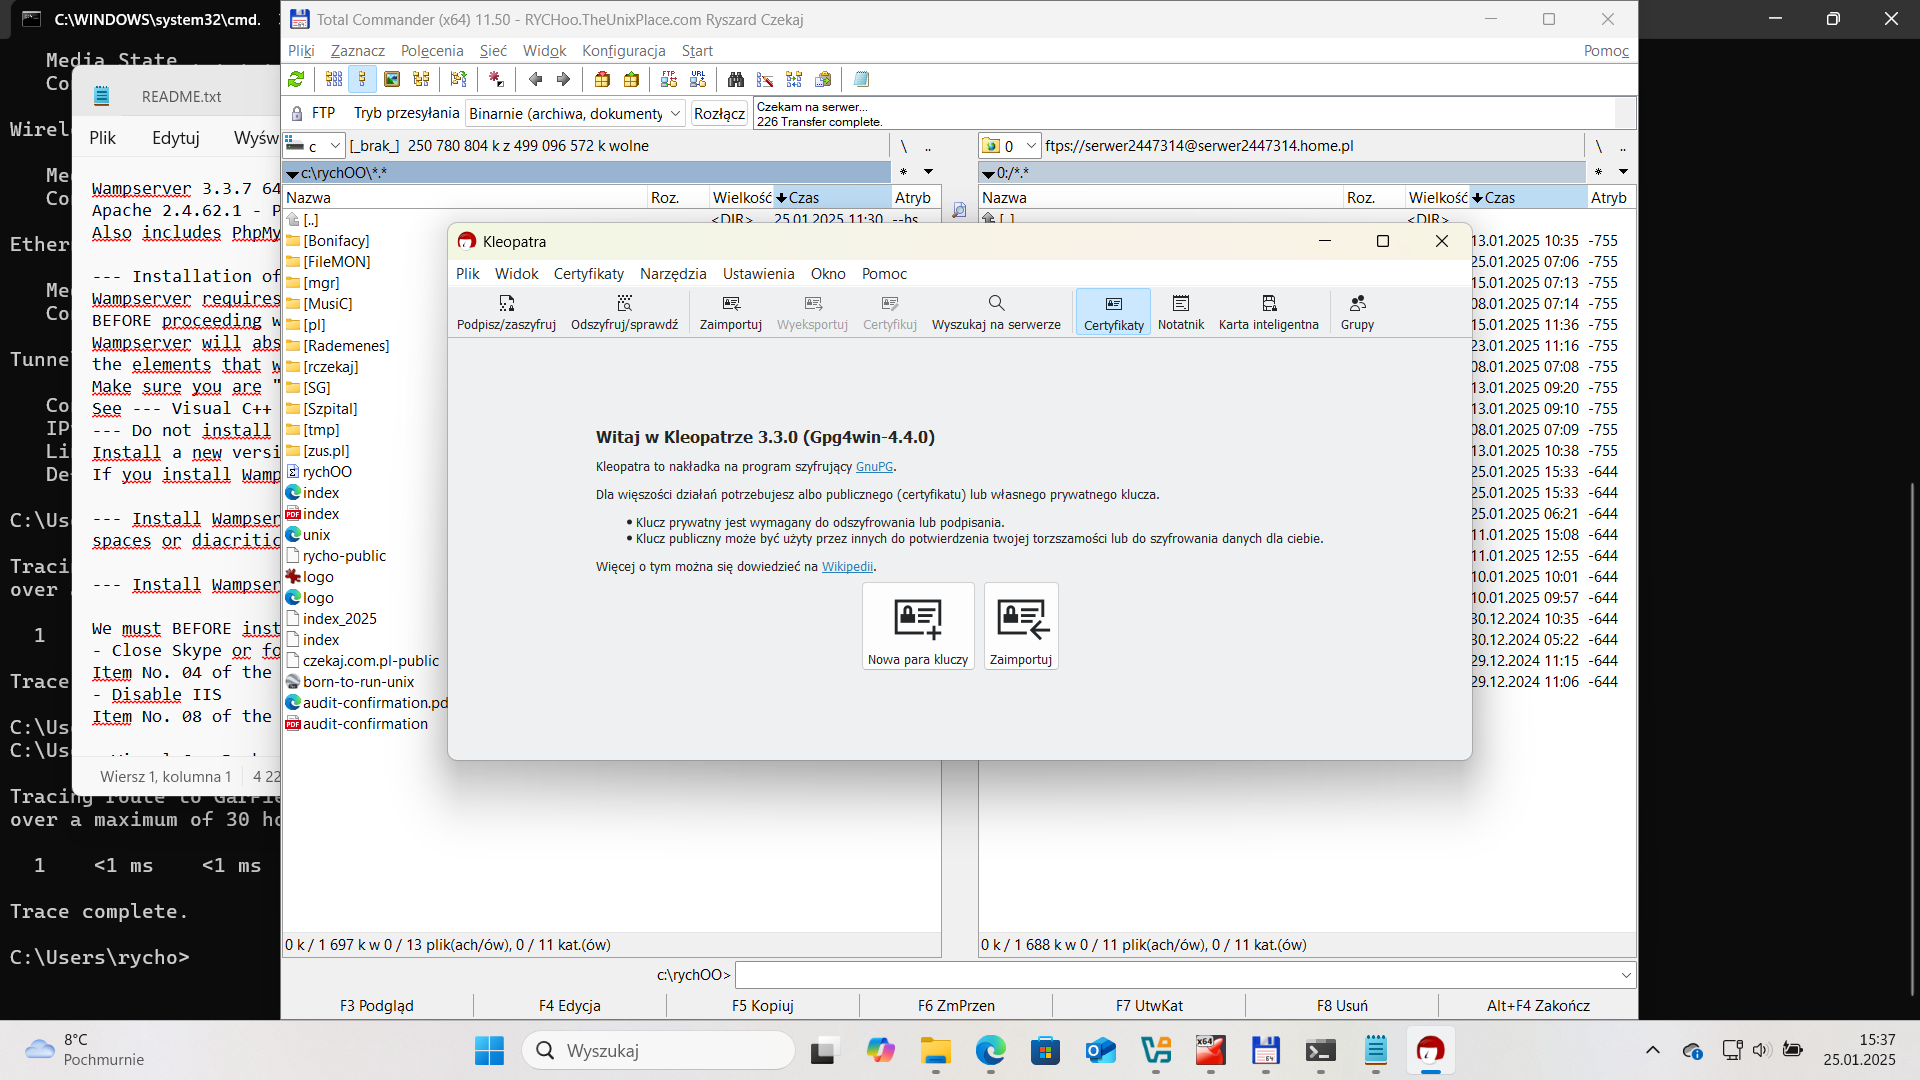 C:\WINDOWS\system32\cmd.
Total Commander (x64) 11.50 - RYCHoo.TheUnixPlace.com Ryszard Czekaj
Pliki Zaznacz Polecenia Sieć Widok Konfiguracja Start Pomoc
FTP Tryb przesyłania Binarnie (archiwa, dokumenty, Rozłącz
Czekam na serwer...
226 Transfer complete.
c [_brak_] 250 780 804 k z 499 096 572 k wolne \ ..
0 ftps://serwer2447314@serwer2447314.home.pl \ ..
c:\rychOO\*.* *
0:/*.* *
Nazwa Roz. Wielkość Czas Atryb
Nazwa Roz. Wielkość Czas Atryb
[..] <DIR> 25.01.2025 11:30 --hs
[..] <DIR>
[Bonifacy]
[FileMON]
[mgr]
[MusiC]
[pl]
[Rademenes]
[rczekaj]
[SG]
[Szpital]
[tmp]
[zus.pl]
rychOO
index
index
unix
rycho-public
logo
logo
index_2025
index
czekaj.com.pl-public
born-to-run-unix
audit-confirmation.pd
audit-confirmation
13.01.2025 10:35 -755
25.01.2025 07:06 -755
15.01.2025 07:13 -755
08.01.2025 07:14 -755
15.01.2025 11:36 -755
23.01.2025 11:16 -755
08.01.2025 07:08 -755
13.01.2025 09:20 -755
13.01.2025 09:10 -755
08.01.2025 07:09 -755
13.01.2025 10:38 -755
25.01.2025 15:33 -644
25.01.2025 15:33 -644
25.01.2025 06:21 -644
11.01.2025 15:08 -644
11.01.2025 12:55 -644
10.01.2025 10:01 -644
10.01.2025 09:57 -644
30.12.2024 10:35 -644
30.12.2024 05:22 -644
29.12.2024 11:15 -644
29.12.2024 11:06 -644
0 k / 1 697 k w 0 / 13 plik(ach/ów), 0 / 11 kat.(ów)
0 k / 1 688 k w 0 / 11 plik(ach/ów), 0 / 11 kat.(ów)
c:\rychOO>
F3 Podgląd F4 Edycja F5 Kopiuj F6 ZmPrzen F7 UtwKat F8 Usuń Alt+F4 Zakończ
Kleopatra
Plik Widok Certyfikaty Narzędzia Ustawienia Okno Pomoc
Podpisz/zaszyfruj Odszyfruj/sprawdź Zaimportuj Wyeksportuj Certyfikuj Wyszukaj na serwerze Certyfikaty Notatnik Karta inteligentna Grupy
Witaj w Kleopatrze 3.3.0 (Gpg4win-4.4.0)
Kleopatra to nakładka na program szyfrujący GnuPG.
Dla więszości działań potrzebujesz albo publicznego (certyfikatu) lub własnego prywatnego klucza.
• Klucz prywatny jest wymagany do odszyfrowania lub podpisania.
• Klucz publiczny może być użyty przez innych do potwierdzenia twojej torzszamości lub do szyfrowania danych dla ciebie.
Więcej o tym można się dowiedzieć na Wikipedii.
Nowa para kluczy Zaimportuj
README.txt
Plik Edytuj Wyśw
Wampserver 3.3.7 64
Apache 2.4.62.1 - P
Also includes PhpMy
--- Installation of
Wampserver requires
BEFORE proceeding w
Wampserver will abs
the elements that w
Make sure you are "
See --- Visual C++
--- Do not install
Install a new versi
If you install Wamp
--- Install Wampser
spaces or diacritic
--- Install Wampser
We must BEFORE inst
- Close Skype or fo
Item No. 04 of the
- Disable IIS
Item No. 08 of the
Wiersz 1, kolumna 1 4 22
Media State . . . .
Co
Wirel
Me
Co
Ether
Me
Co
Tunne
Co
IP
Li
De
C:\Us
Traci
over
1
Trace
C:\Us
C:\Us
Tracing route to Garfie
over a maximum of 30 ho
1 <1 ms <1 ms
Trace complete.
C:\Users\rycho>
8°C
Pochmurnie
Wyszukaj
15:37
25.01.2025